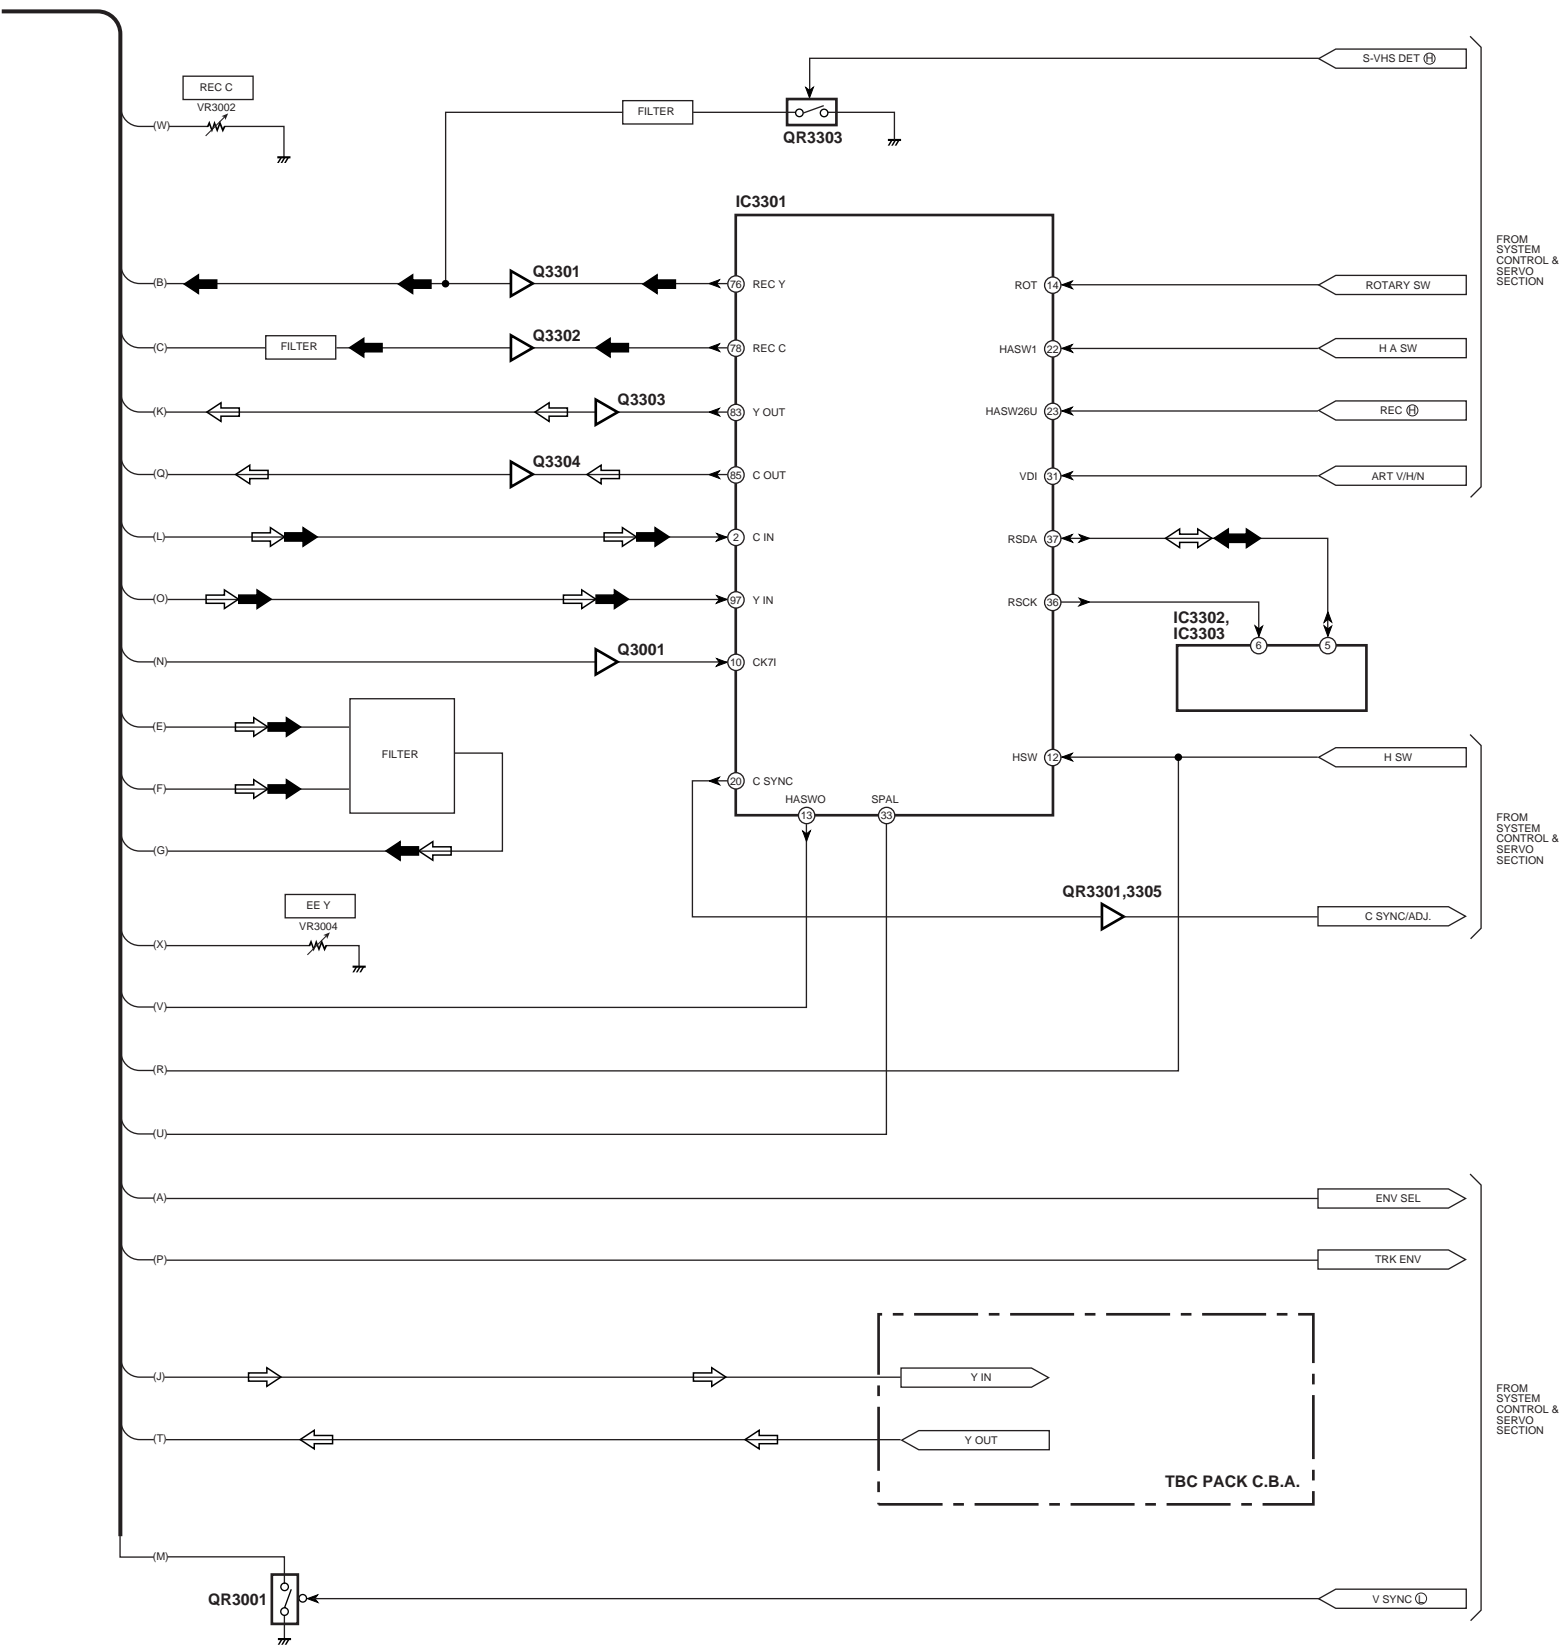 S-VHS DET Ⓗ
REC C
VR3002
(W)
FILTER
QR3303
IC3301
FROM
SYSTEM
CONTROL &
SERVO
SECTION
(B)
Q3301
76 REC Y
ROT 14
ROTARY SW
(C)
FILTER
Q3302
78 REC C
HASW1 22
H A SW
(K)
Q3303
83 Y OUT
HASW26U 23
REC Ⓗ
(Q)
Q3304
85 C OUT
VDI 31
ART V/H/N
(L)
2 C IN
RSDA 37
(O)
97 Y IN
RSCK 36
IC3302,
IC3303
6 5
(N)
Q3001
10 CK7I
(E)
FILTER
HSW 12
H SW
(F)
20 C SYNC
HASWO
13
SPAL
33
FROM
SYSTEM
CONTROL &
SERVO
SECTION
(G)
EE Y
VR3004
QR3301,3305
C SYNC/ADJ.
(X)
(V)
(R)
(U)
(A)
ENV SEL
(P)
TRK ENV
(J)
Y IN
FROM
SYSTEM
CONTROL &
SERVO
SECTION
(T)
Y OUT
TBC PACK C.B.A.
(M)
QR3001
V SYNC Ⓛ